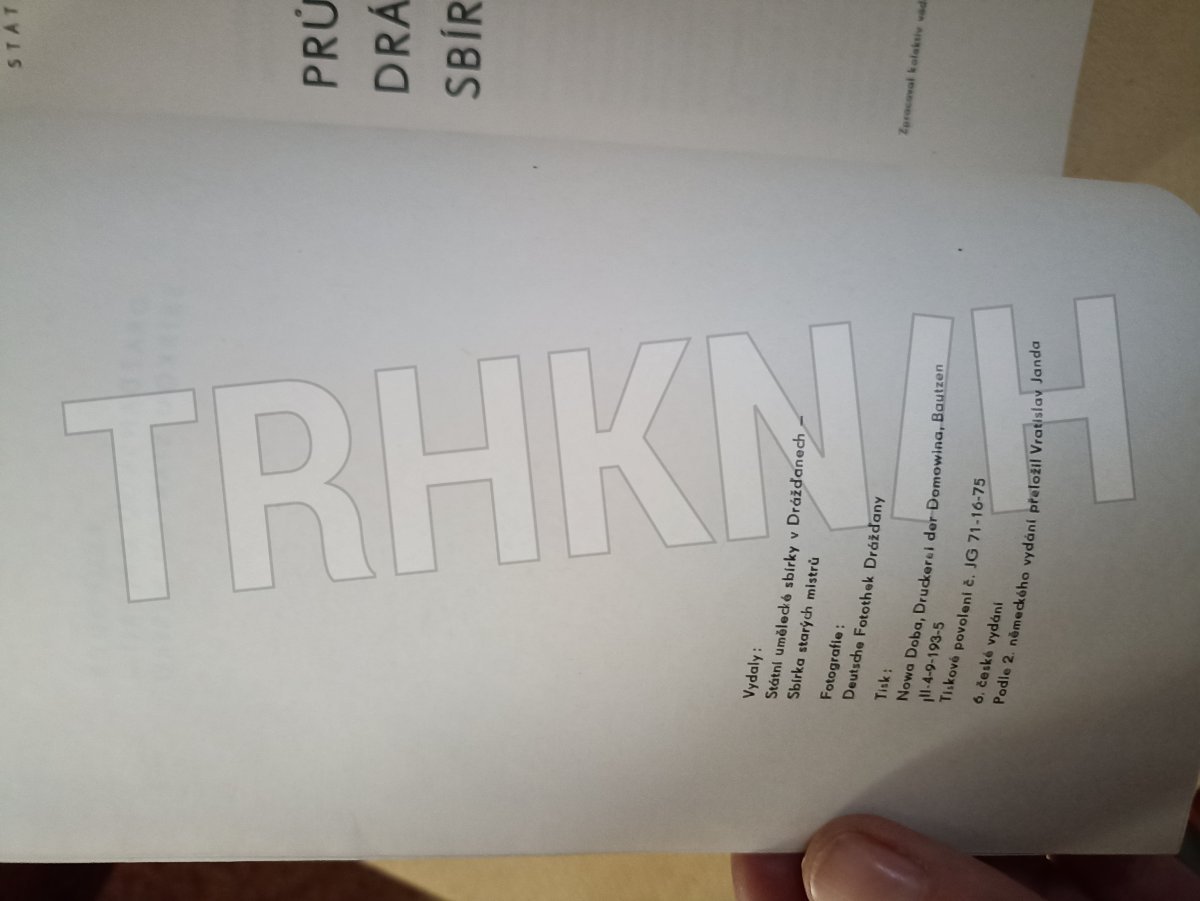 STÁT
PRŮ
DRÁ
SBÍR
Zpracoval kolektiv věd.
TRHKNIH
Vydaly:
Státní umělecké sbírky v Drážďanech –
Sbírka starých mistrů
Fotografie:
Deutsche Fotothek Drážďany
Tisk:
Nowa Doba, Druckerei der Domowina, Bautzen
III-4-9-193-5
Tiskové povolení č. JG 71-16-75
6. české vydání
Podle 2. německého vydání přeložil Vratislav Janda